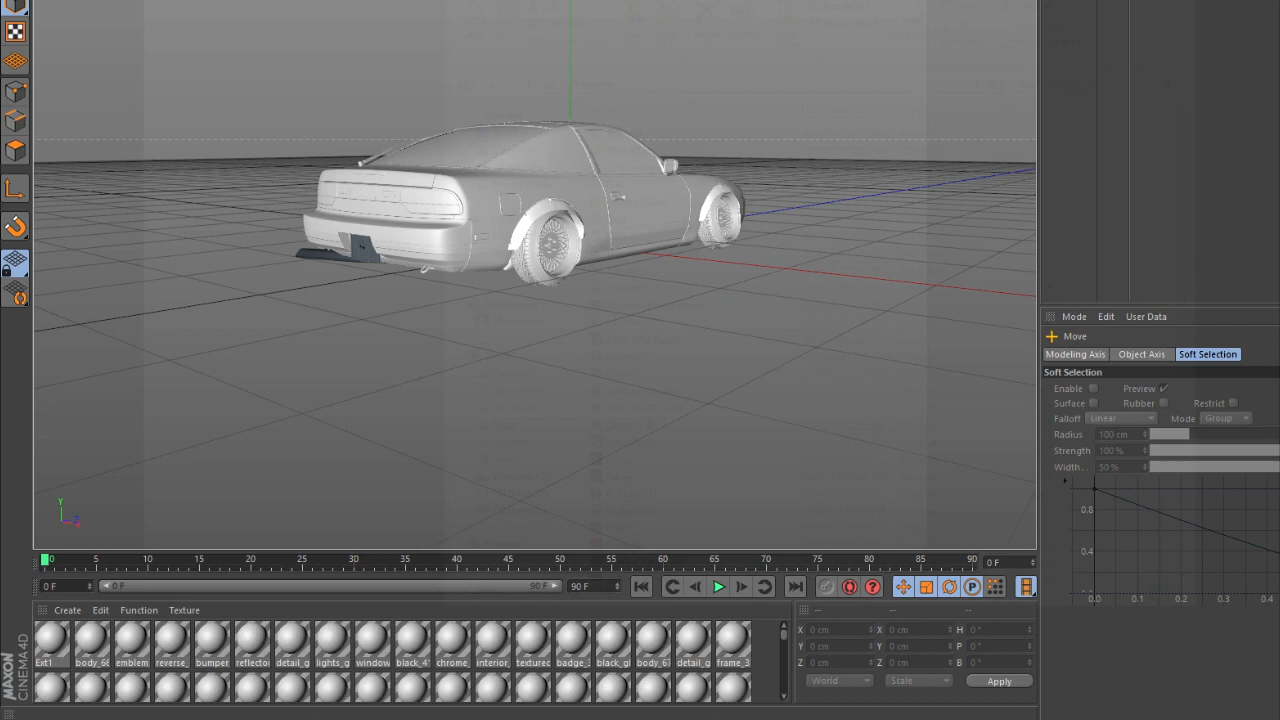 Mode Edit User Data
Move
Modeling Axis Object Axis Soft Selection
Soft Selection
Enable Preview
Surface Rubber Restrict
Falloff Linear Mode Group
Radius 100 cm
Strength 100 %
Width . . 50 %
0.8
0.4
0.0 0.1 0.2 0.3 0.4
Y
Z
0 5 10 15 20 25 30 35 40 45 50 55 60 65 70 75 80 85 90 0 F
0 F 0 F 90 F 90 F
Create Edit Function Texture
Ext1 body_66 emblem reverse_ bumper reflector detail_g lights_g window black_4 chrome_ interior_ textured badge_ black_gl body_67 detail_g frame_3
-- -- --
X 0 cm X 0 cm H 0 °
Y 0 cm Y 0 cm P 0 °
Z 0 cm Z 0 cm B 0 °
World Scale Apply
MAXON
CINEMA 4D